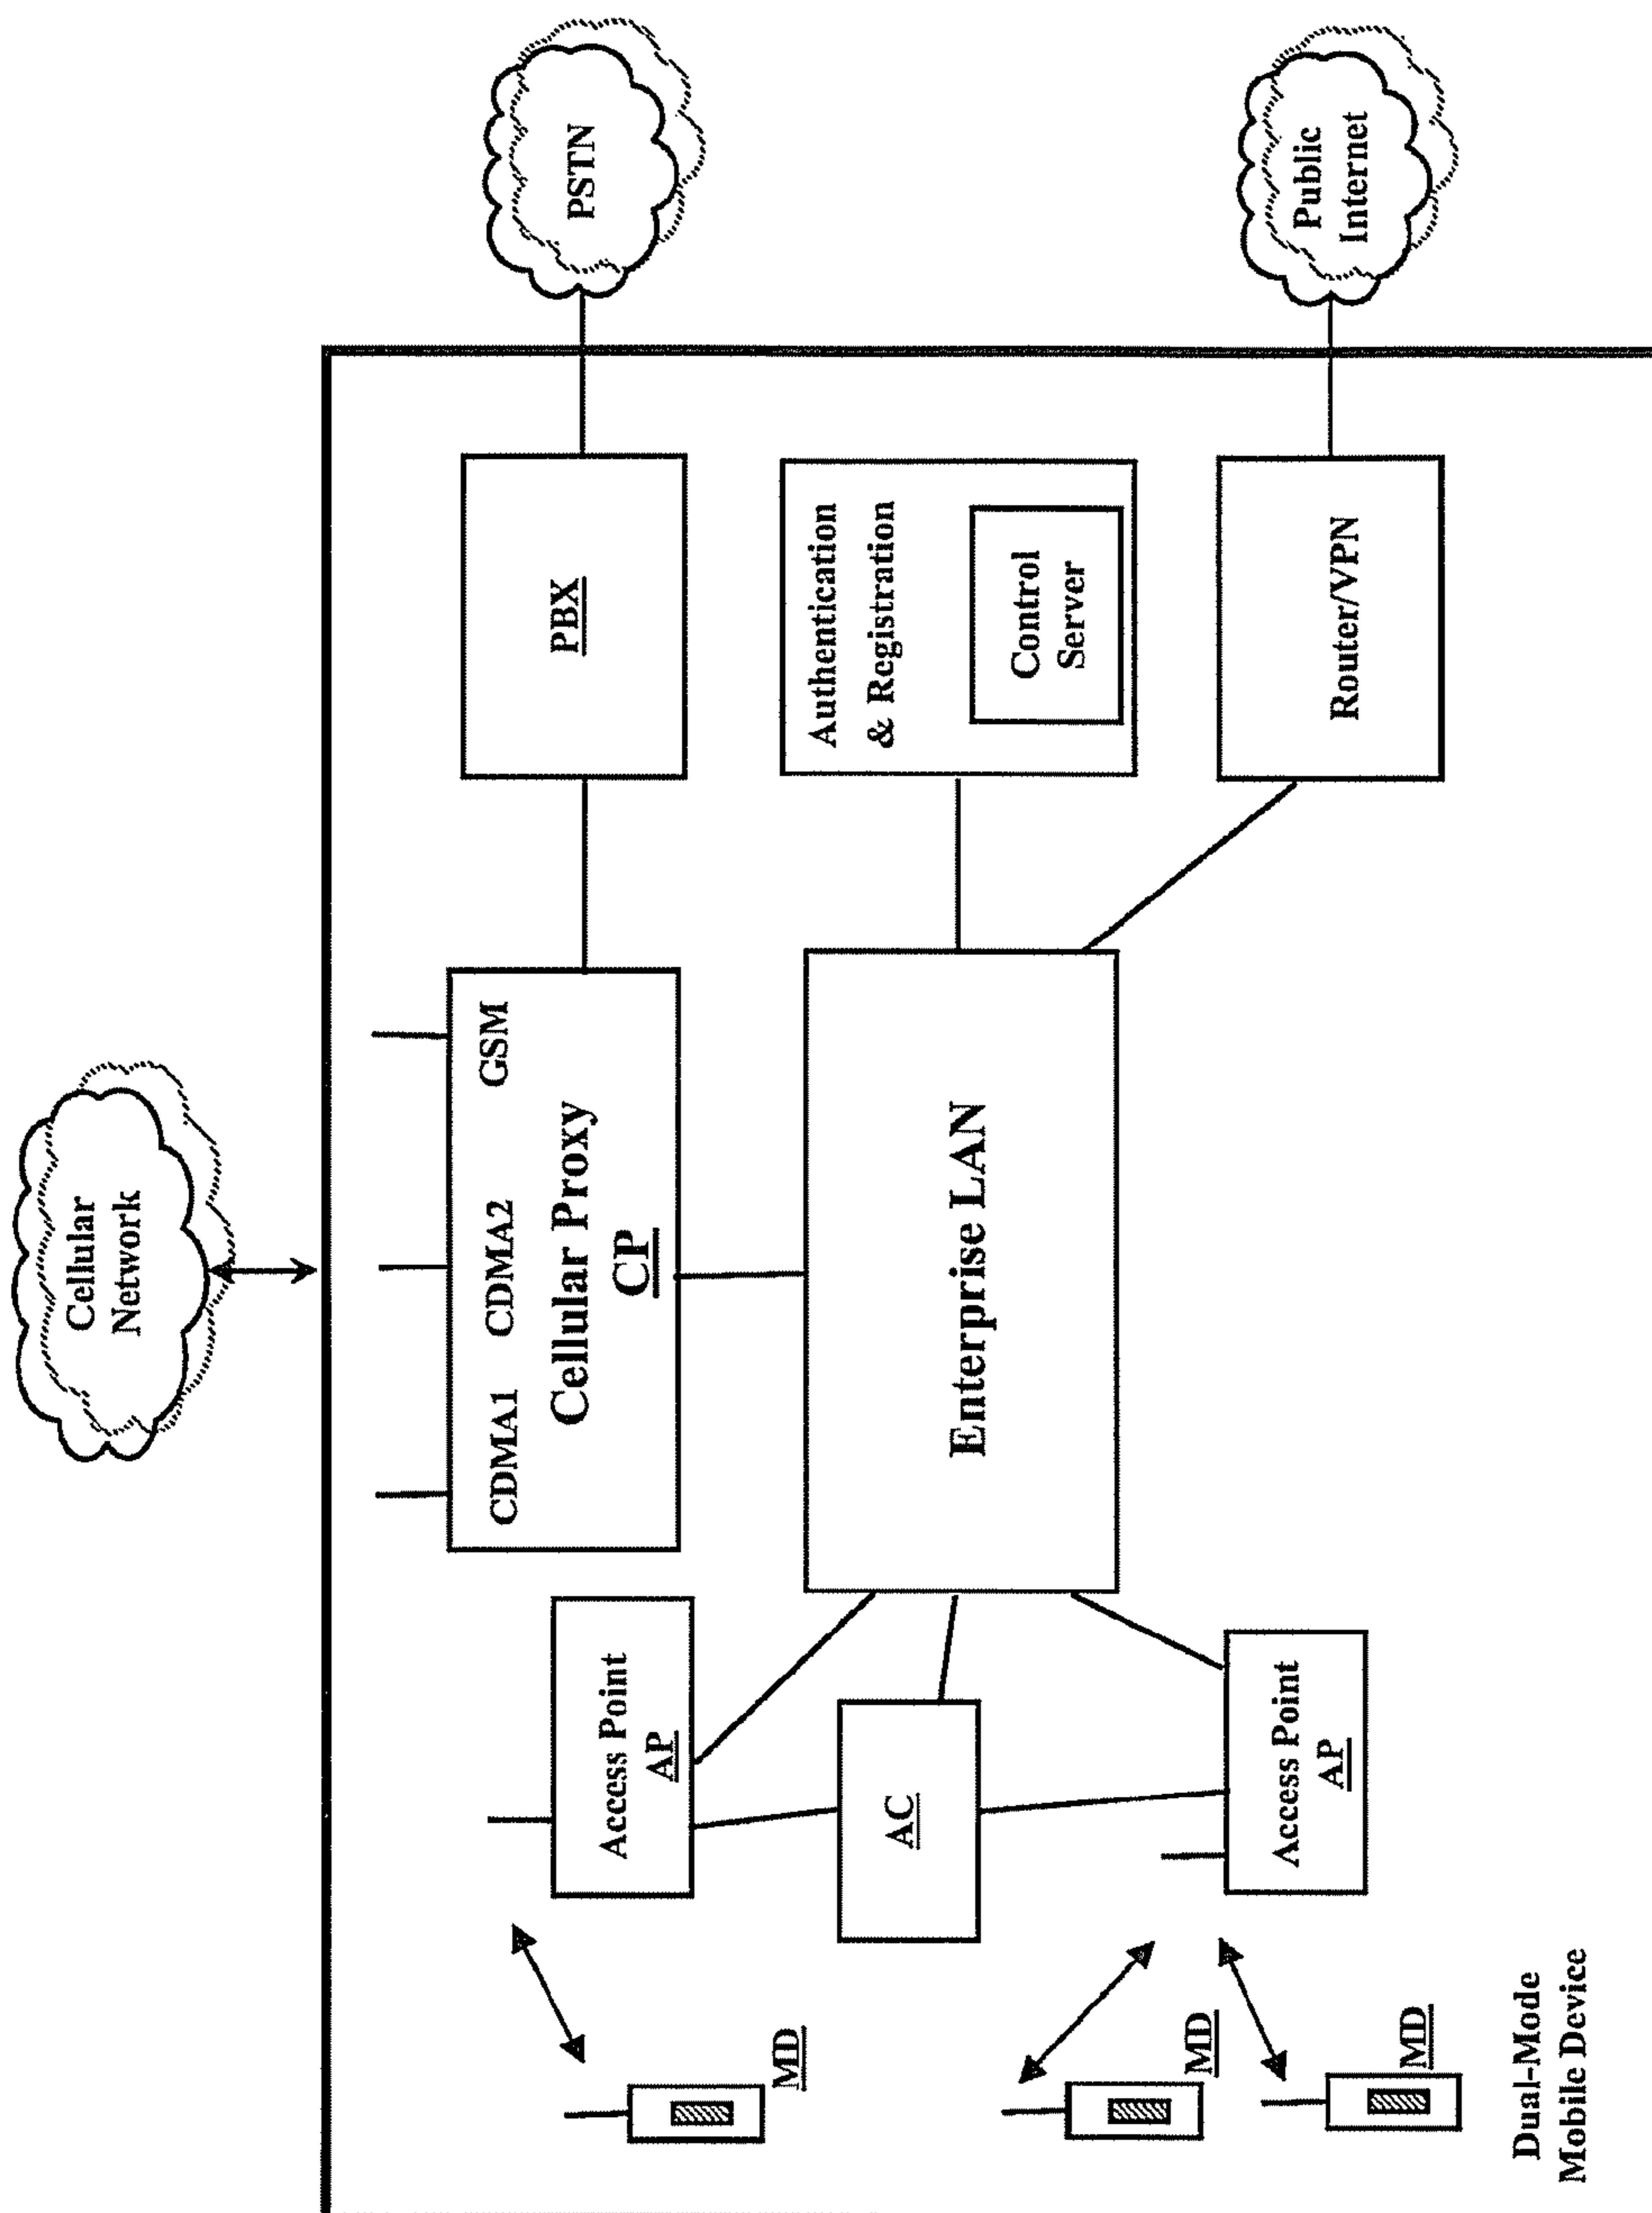 Cellular
Network
PSTN
Public
Internet
CDMA1
CDMA2
GSM
Cellular Proxy
CP
PBX
Authentication
& Registration
Control
Server
Router/VPN
Enterprise LAN
Access Point
AP
AC
Access Point
AP
MD
MD
MD
Dual-Mode
Mobile Device